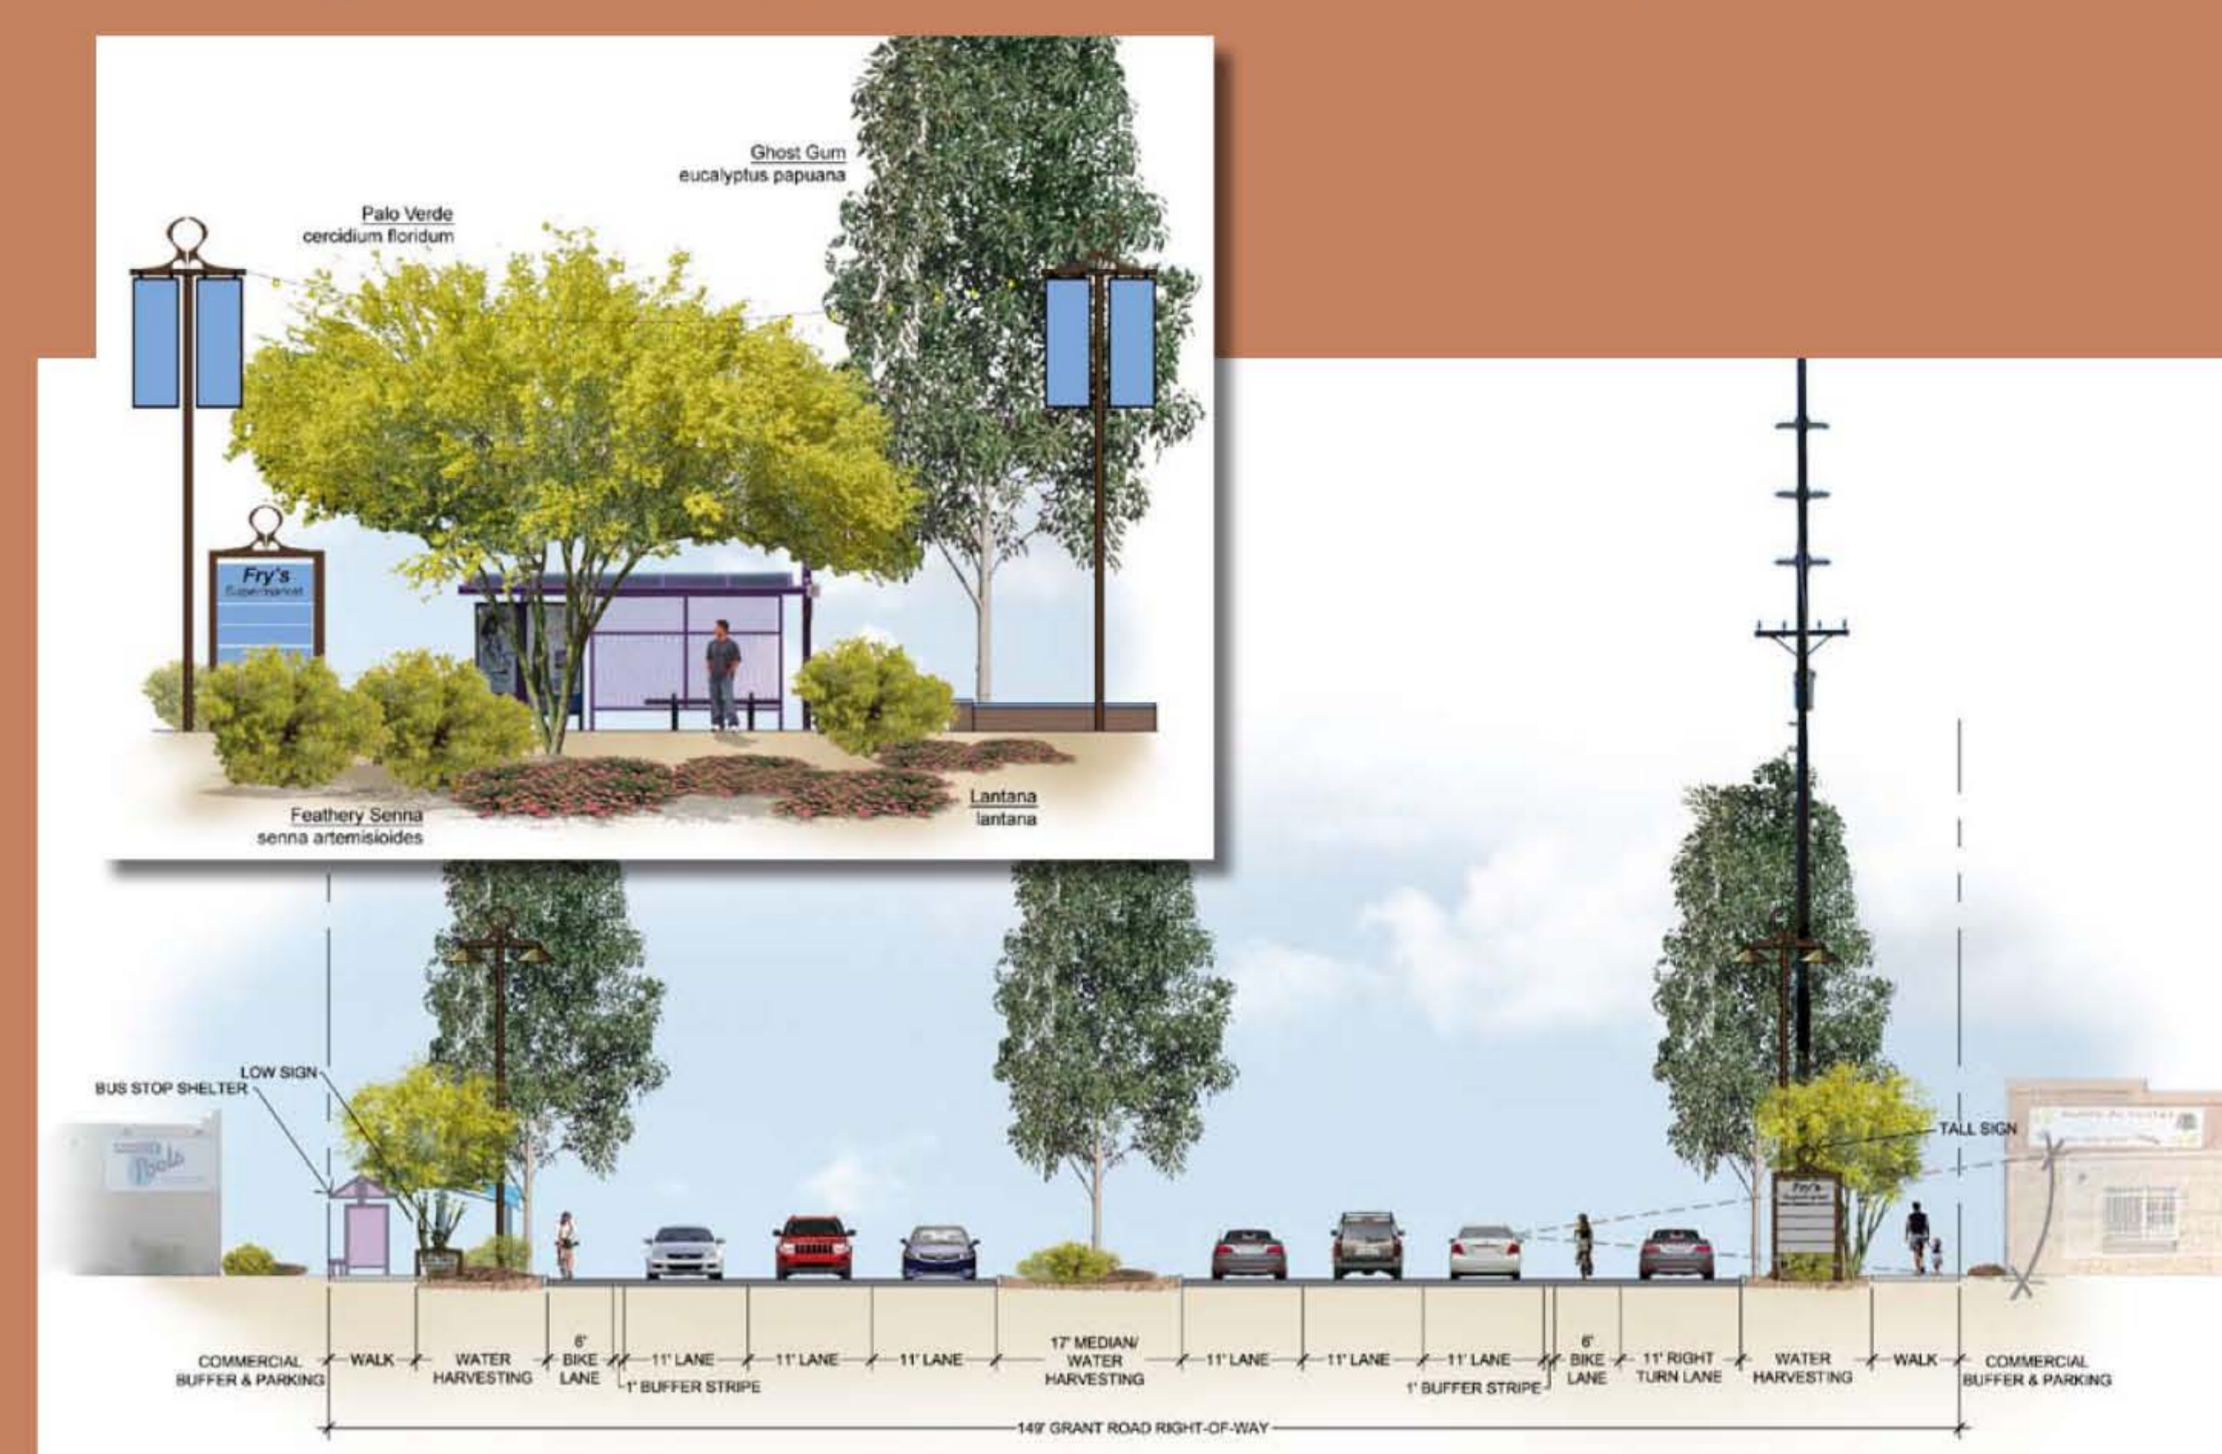 Ghost Gum
eucalyptus papuana
Palo Verde
cercidium floridum
Fry's
Supermarket
Feathery Senna
senna artemisioides
Lantana
lantana
LOW SIGN
BUS STOP SHELTER
TALL SIGN
Tools
Fry's
COMMERCIAL
BUFFER & PARKING
WALK
WATER
HARVESTING
6'
BIKE
LANE
1' BUFFER STRIPE
11' LANE
11' LANE
11' LANE
17' MEDIAN/
WATER
HARVESTING
11' LANE
11' LANE
11' LANE
1' BUFFER STRIPE
6'
BIKE
LANE
11' RIGHT
TURN LANE
WATER
HARVESTING
WALK
COMMERCIAL
BUFFER & PARKING
149' GRANT ROAD RIGHT-OF-WAY